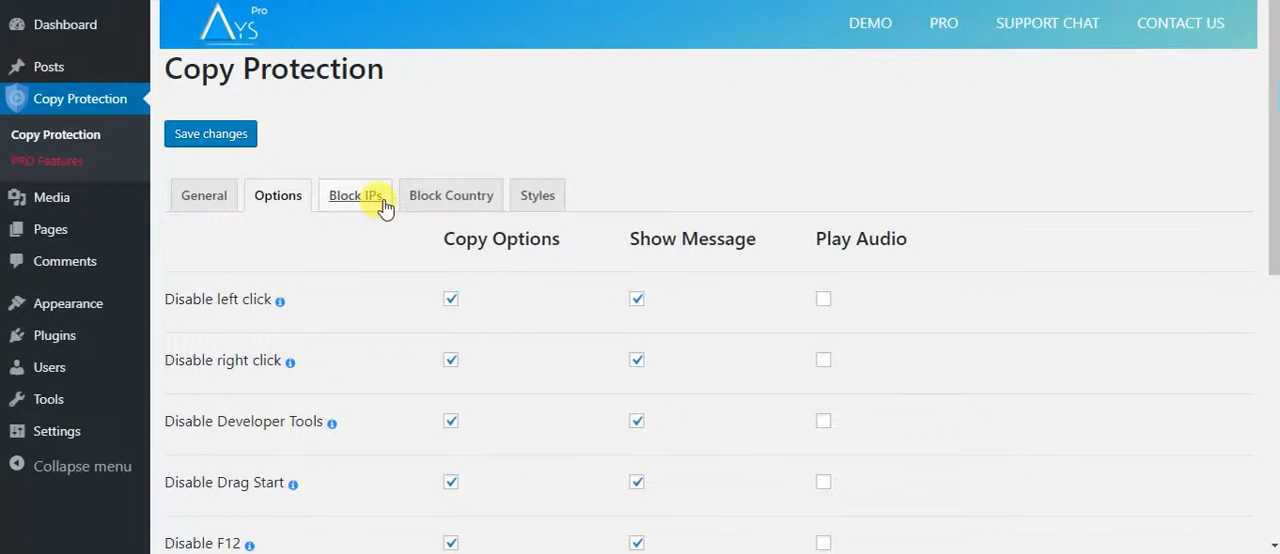 Dashboard
Posts
Copy Protection
Copy Protection
PRO Features
Media
Pages
Comments
Appearance
Plugins
Users
Tools
Settings
Collapse menu
AYS Pro
DEMO PRO SUPPORT CHAT CONTACT US
Copy Protection
Save changes
General Options Block IPs Block Country Styles
Copy Options Show Message Play Audio
Disable left click
Disable right click
Disable Developer Tools
Disable Drag Start
Disable F12